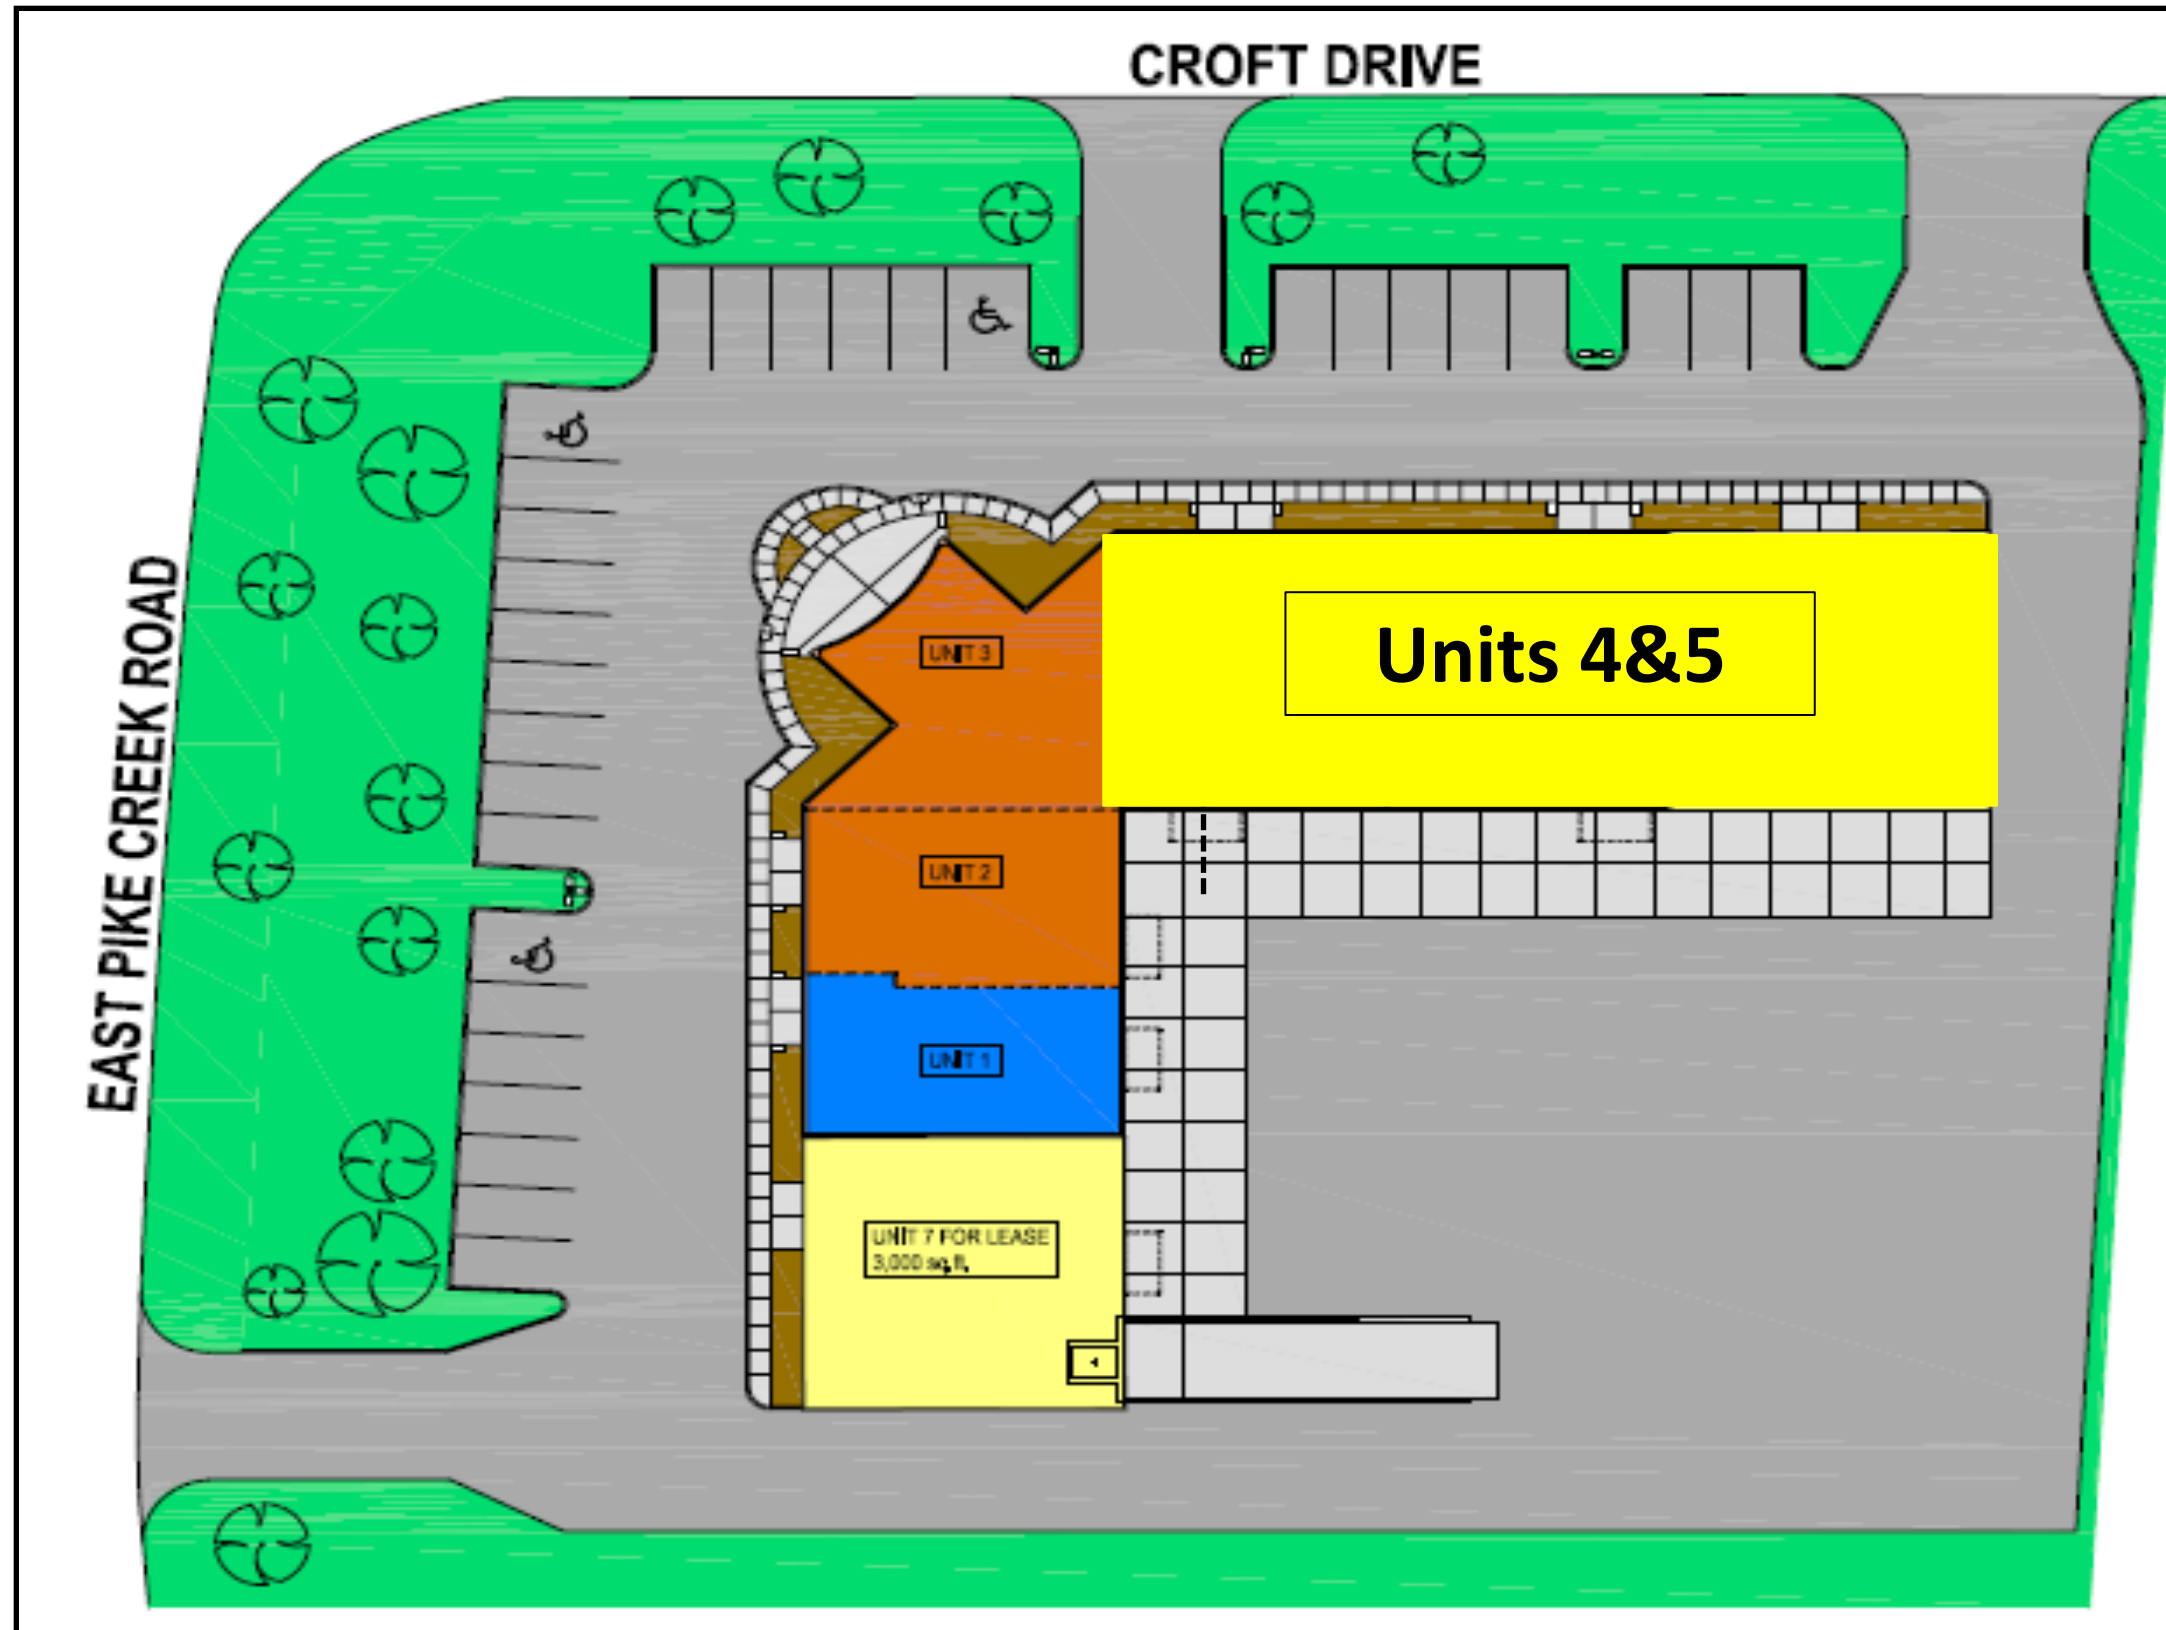 CROFT DRIVE
EAST PIKE CREEK ROAD
Units 4&5
UNIT 3
UNIT 2
UNIT 1
UNIT 7 FOR LEASE
3,000 sq.ft.